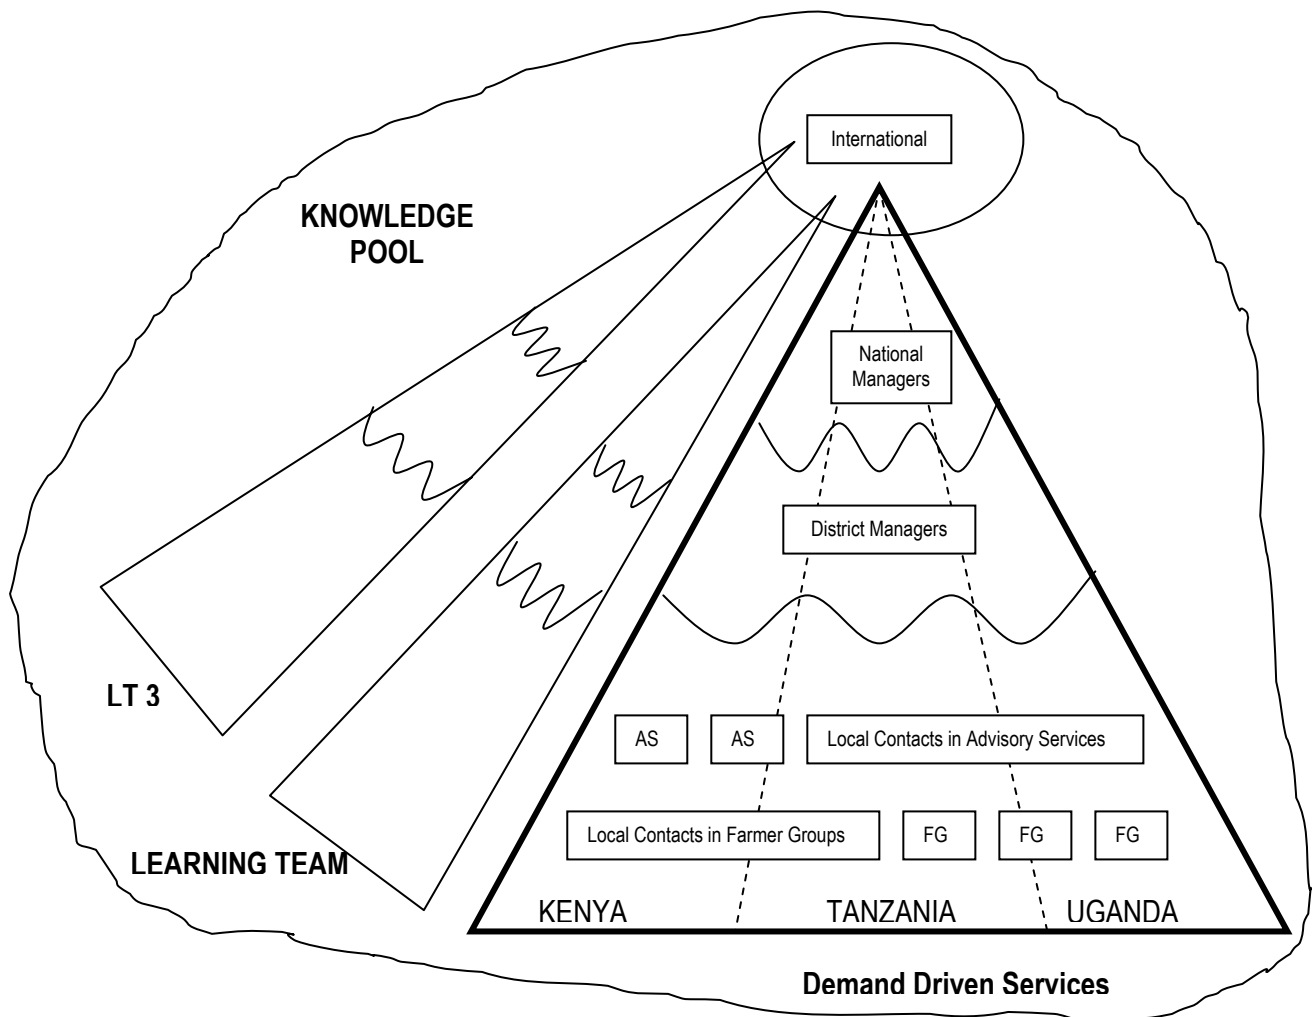 International
KNOWLEDGE
POOL
National
Managers
District Managers
LT 3
AS
AS
Local Contacts in Advisory Services
Local Contacts in Farmer Groups
FG
FG
FG
LEARNING TEAM
KENYA
TANZANIA
UGANDA
Demand Driven Services